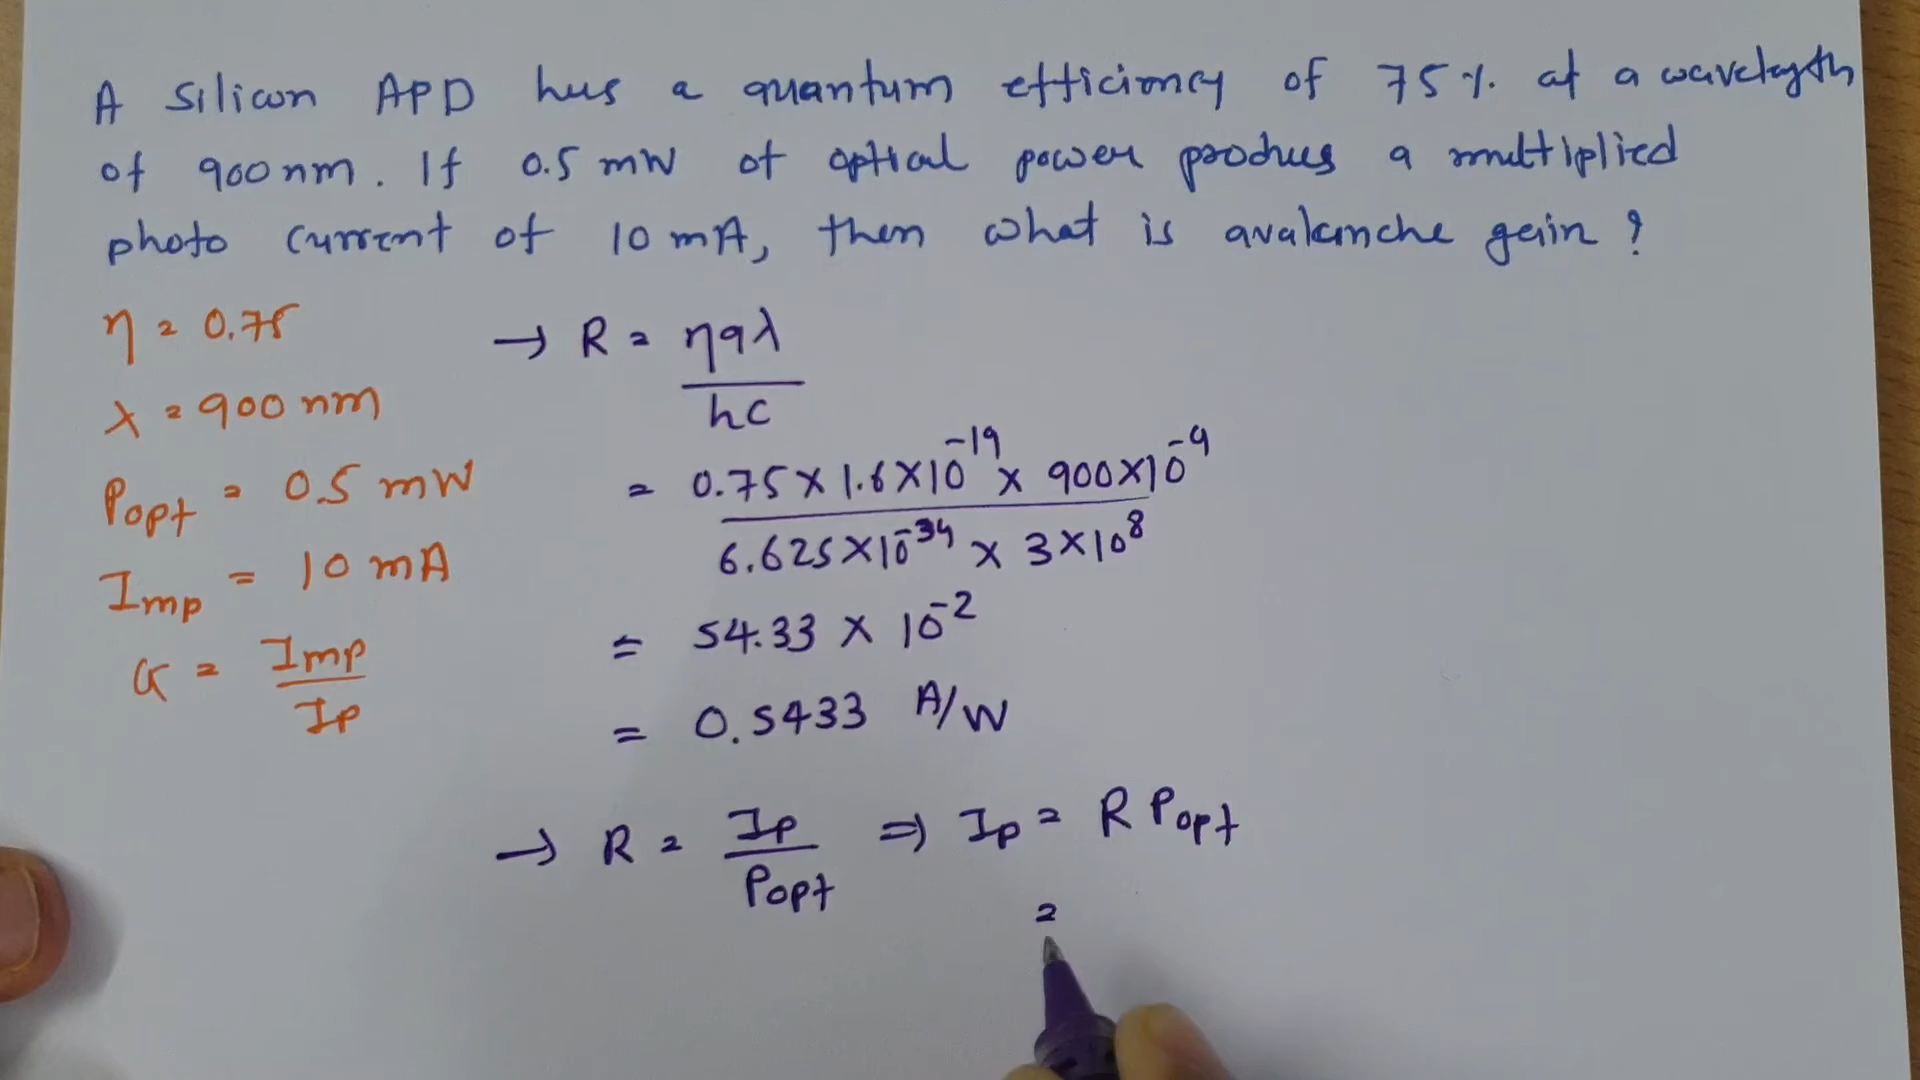 A Silicon APD has a quantum efficiency of 75% at a wavelength
of 900nm. If 0.5 mW of optical power produces a multiplied
photo current of 10 mA, then what is avalanche gain ?
η = 0.75
λ = 900 nm
Popt = 0.5 mW
Imp = 10 mA
G = Imp / Ip
→ R = ηqλ / hc
= 0.75 × 1.6 × 10⁻¹⁹ × 900 × 10⁻⁹ / 6.625 × 10⁻³⁴ × 3 × 10⁸
= 54.33 × 10⁻²
= 0.5433 A/W
→ R = Ip / Popt ⇒ Ip = R Popt
=